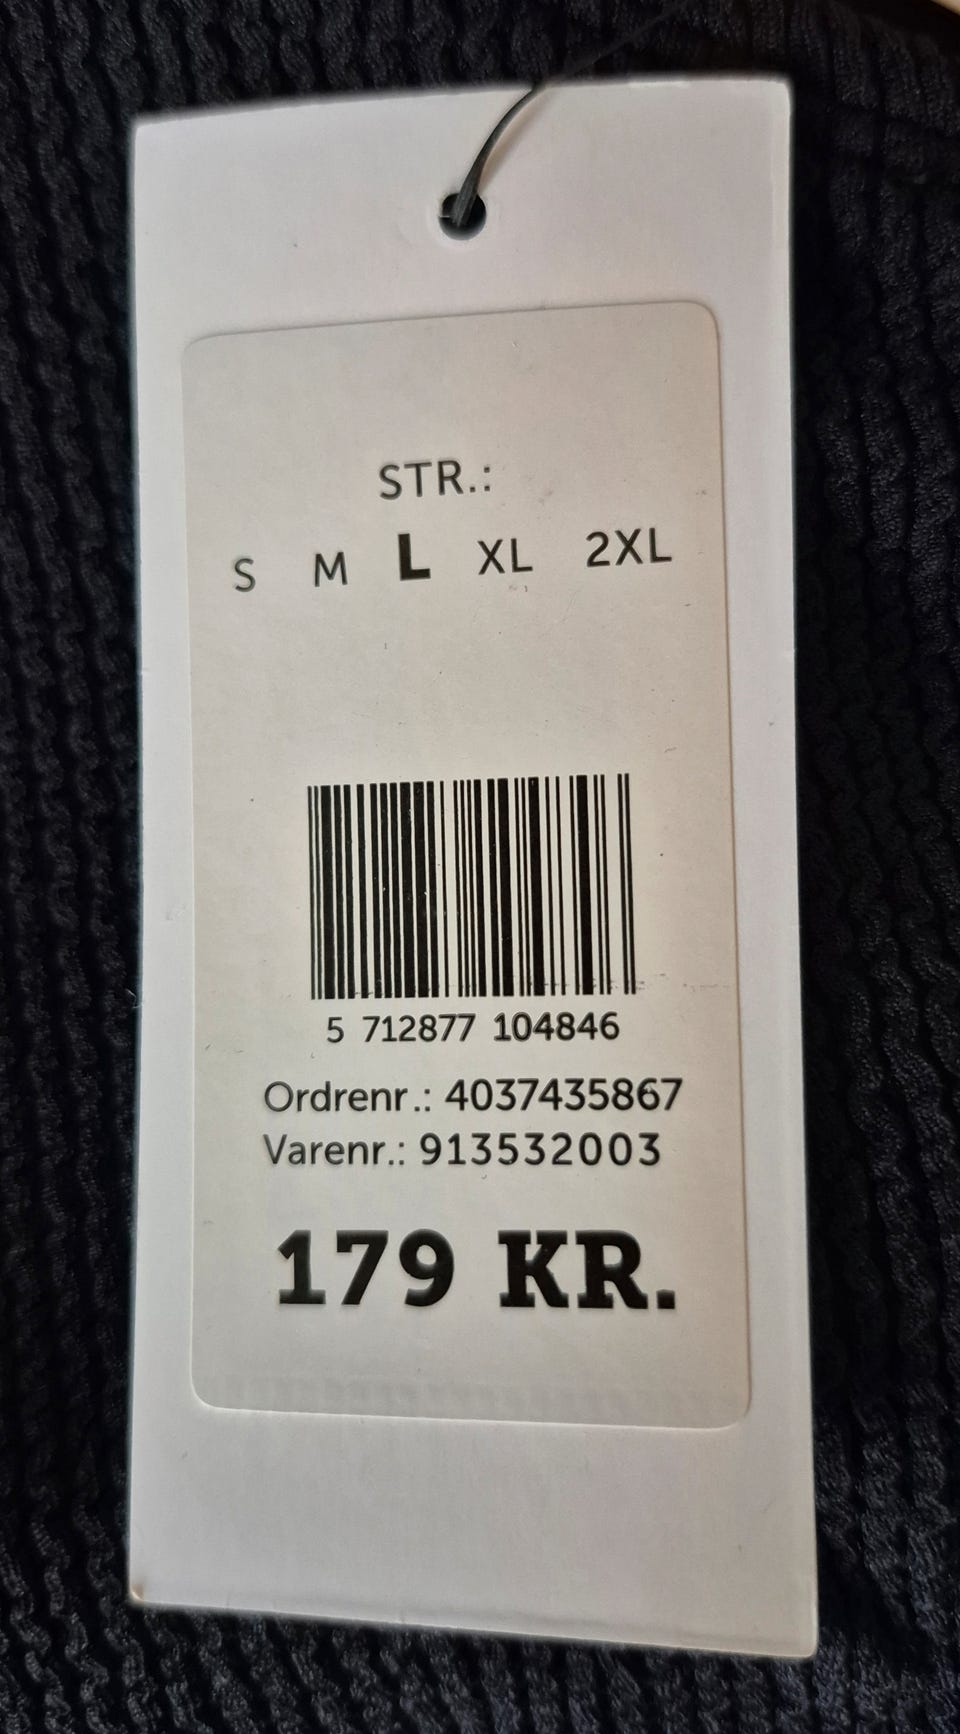 STR.:
S M L XL 2XL
5 712877 104846
Ordrenr.: 4037435867
Varenr.: 913532003
179 KR.